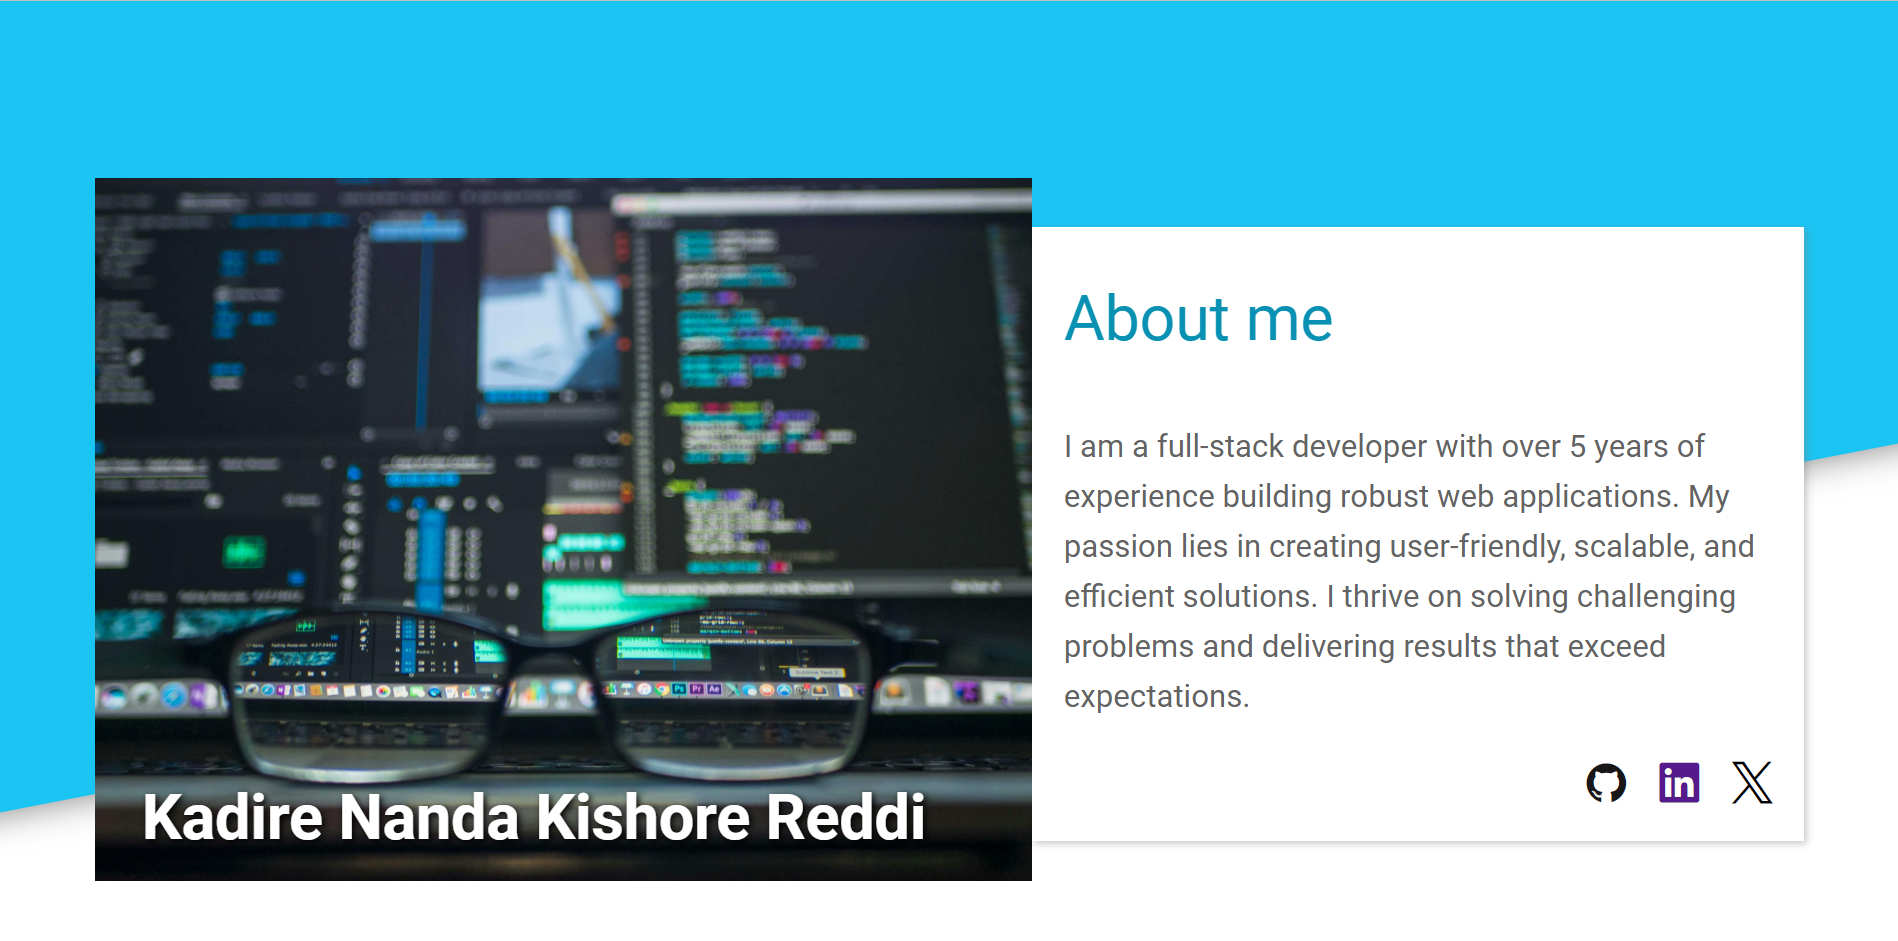 Kadire Nanda Kishore Reddi
About me
I am a full-stack developer with over 5 years of
experience building robust web applications. My
passion lies in creating user-friendly, scalable, and
efficient solutions. I thrive on solving challenging
problems and delivering results that exceed
expectations.
in